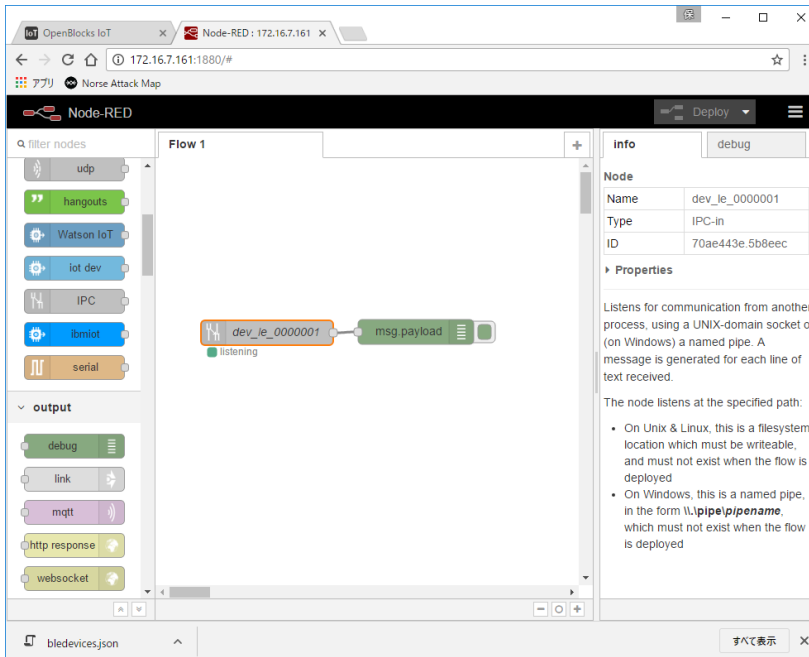 保
IoT OpenBlocks IoT
Node-RED : 172.16.7.161
172.16.7.161:1880/#
アプリ Norse Attack Map
Node-RED
Deploy
filter nodes
Flow 1
info debug
udp
hangouts
Watson IoT
iot dev
IPC
ibmiot
serial
output
debug
link
mqtt
http response
websocket
dev_le_0000001
listening
msg.payload
Node
Name dev_le_0000001
Type IPC-in
ID 70ae443e.5b8eec
Properties
Listens for communication from another
process, using a UNIX-domain socket o
(on Windows) a named pipe. A
message is generated for each line of
text received.
The node listens at the specified path:
• On Unix & Linux, this is a filesystem
location which must be writeable,
and must not exist when the flow is
deployed
• On Windows, this is a named pipe,
in the form \\.\pipe\pipename,
which must not exist when the flow
is deployed
bledevices.json
すべて表示